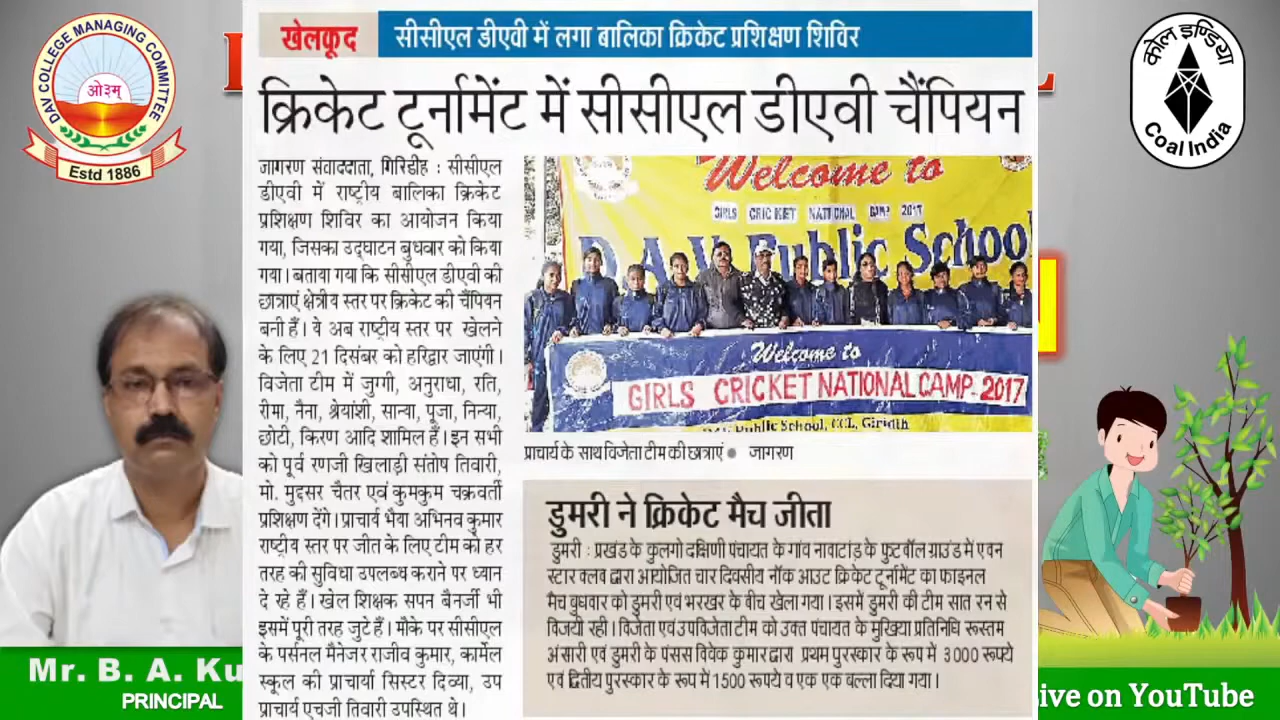 DAV COLLEGE MANAGING COMMITTEE
ओ३म्
Estd 1886
कोल इण्डिया
Coal India
खेलकूद
सीसीएल डीएवी में लगा बालिका क्रिकेट प्रशिक्षण शिविर
क्रिकेट टूर्नामेंट में सीसीएल डीएवी चैंपियन
जागरण संवाददाता, गिरिडीह : सीसीएल
डीएवी में राष्ट्रीय बालिका क्रिकेट
प्रशिक्षण शिविर का आयोजन किया
गया, जिसका उद्घाटन बुधवार को किया
गया। बताया गया कि सीसीएल डीएवी की
छात्राएं क्षेत्रीय स्तर पर क्रिकेट की चैंपियन
बनी हैं। ये अब राष्ट्रीय स्तर पर खेलने
के लिए 21 दिसंबर को हरिद्वार जाएंगी।
विजेता टीम में जुग्गी, अनुराधा, रति,
रीमा, नैना, श्रेयांशी, सान्या, पूजा, निन्या,
छोटी, किरण आदि शामिल हैं। इन सभी
को पूर्व रणजी खिलाड़ी संतोष तिवारी,
मो. मुद्दसर चैतर एवं कुमकुम चक्रवर्ती
प्रशिक्षण देंगे। प्राचार्य भैया अभिनव कुमार
राष्ट्रीय स्तर पर जीत के लिए टीम को हर
तरह की सुविधा उपलब्ध कराने पर ध्यान
दे रहे हैं। खेल शिक्षक सपन बैनर्जी भी
इसमें पूरी तरह जुटे हैं। मौके पर सीसीएल
के पर्सनल मैनेजर राजीव कुमार, कार्मेल
स्कूल की प्राचार्या सिस्टर दिव्या, उप
प्राचार्य एचजी तिवारी उपस्थित थे।
Welcome to
GIRLS CRICKET NATIONAL CAMP 2017
D.A.V. Public School
Welcome to
GIRLS CRICKET NATIONAL CAMP-2017
D.A.V. Public School, CCL, Giridih
प्राचार्य के साथ विजेता टीम की छात्राएं ● जागरण
डुमरी ने क्रिकेट मैच जीता
डुमरी : प्रखंड के कुलगो दक्षिणी पंचायत के गांव नावाटांड़ के फुटबॉल ग्राउंड में एवन
स्टार क्लब द्वारा आयोजित चार दिवसीय नॉक आउट क्रिकेट टूर्नामेंट का फाइनल
मैच बुधवार को डुमरी एवं भरखर के बीच खेला गया। इसमें डुमरी की टीम सात रन से
विजयी रही। विजेता एवं उपविजेता टीम को उक्त पंचायत के मुखिया प्रतिनिधि रूस्तम
अंसारी एवं डुमरी के पंसस विवेक कुमार द्वारा प्रथम पुरस्कार के रूप में 3000 रूपये
एवं द्वितीय पुरस्कार के रूप में 1500 रूपये व एक एक बल्ला दिया गया।
Mr. B. A. Ku
PRINCIPAL
ive on YouTube